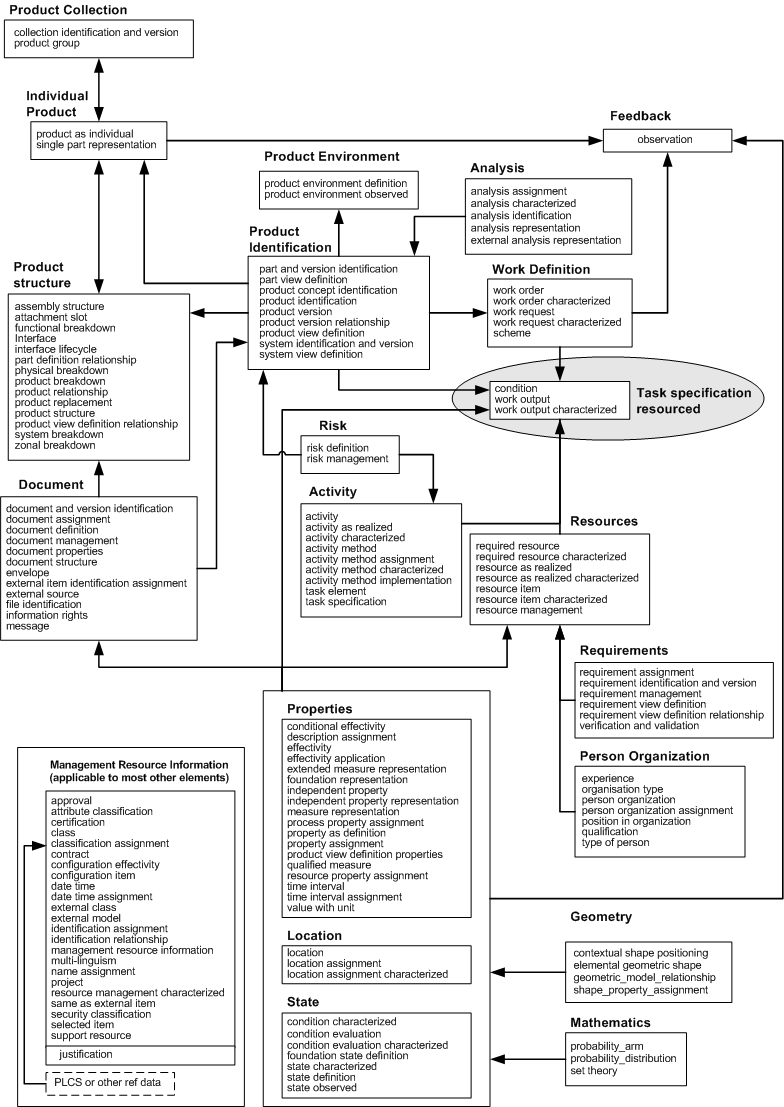 Product Collection
collection identification and version
product group
Individual
Product
product as individual
single part representation
Feedback
observation
Product Environment
product environment definition
product environment observed
Analysis
analysis assignment
analysis characterized
analysis identification
analysis representation
external analysis representation
Product
Identification
part and version identification
part view definition
product concept identification
product identification
product version
product version relationship
product view definition
system identification and version
system view definition
Work Definition
work order
work order characterized
work request
work request characterized
scheme
Product
structure
assembly structure
attachment slot
functional breakdown
Interface
interface lifecycle
part definition relationship
physical breakdown
product breakdown
product relationship
product replacement
product structure
product view definition relationship
system breakdown
zonal breakdown
condition
work output
work output characterized
Task specification
resourced
Risk
risk definition
risk management
Document
document and version identification
document assignment
document definition
document management
document properties
document structure
envelope
external item identification assignment
external source
file identification
information rights
message
Activity
activity
activity as realized
activity characterized
activity method
activity method assignment
activity method characterized
activity method implementation
task element
task specification
Resources
required resource
required resource characterized
resource as realized
resource as realized characterized
resource item
resource item characterized
resource management
Requirements
requirement assignment
requirement identification and version
requirement management
requirement view definition
requirement view definition relationship
verification and validation
Person Organization
experience
organisation type
person organization
person organization assignment
position in organization
qualification
type of person
Properties
conditional effectivity
description assignment
effectivity
effectivity application
extended measure representation
foundation representation
independent property
independent property representation
measure representation
process property assignment
property as definition
property assignment
product view definition properties
qualified measure
resource property assignment
time interval
time interval assignment
value with unit
Management Resource Information
(applicable to most other elements)
approval
attribute classification
certification
class
classification assignment
contract
configuration effectivity
configuration item
date time
date time assignment
external class
external model
identification assignment
identification relationship
management resource information
multi-linguism
name assignment
project
resource management characterized
same as external item
security classification
selected item
support resource
justification
PLCS or other ref data
Location
location
location assignment
location assignment characterized
Geometry
contextual shape positioning
elemental geometric shape
geometric_model_relationship
shape_property_assignment
State
condition characterized
condition evaluation
condition evaluation characterized
foundation state definition
state characterized
state definition
state observed
Mathematics
probability_arm
probability_distribution
set theory